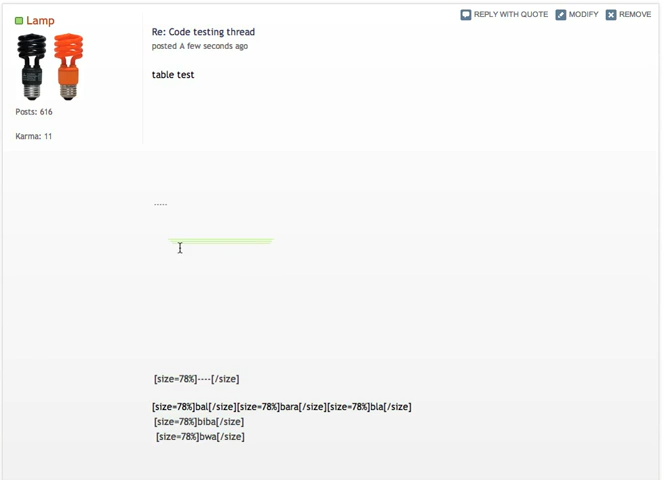 Lamp
REPLY WITH QUOTE MODIFY REMOVE
Re: Code testing thread
posted A few seconds ago
table test
Posts: 616
Karma: 11
.....
[size=78%]----[/size]
[size=78%]bal[/size][size=78%]bara[/size][size=78%]bla[/size]
[size=78%]biba[/size]
[size=78%]bwa[/size]